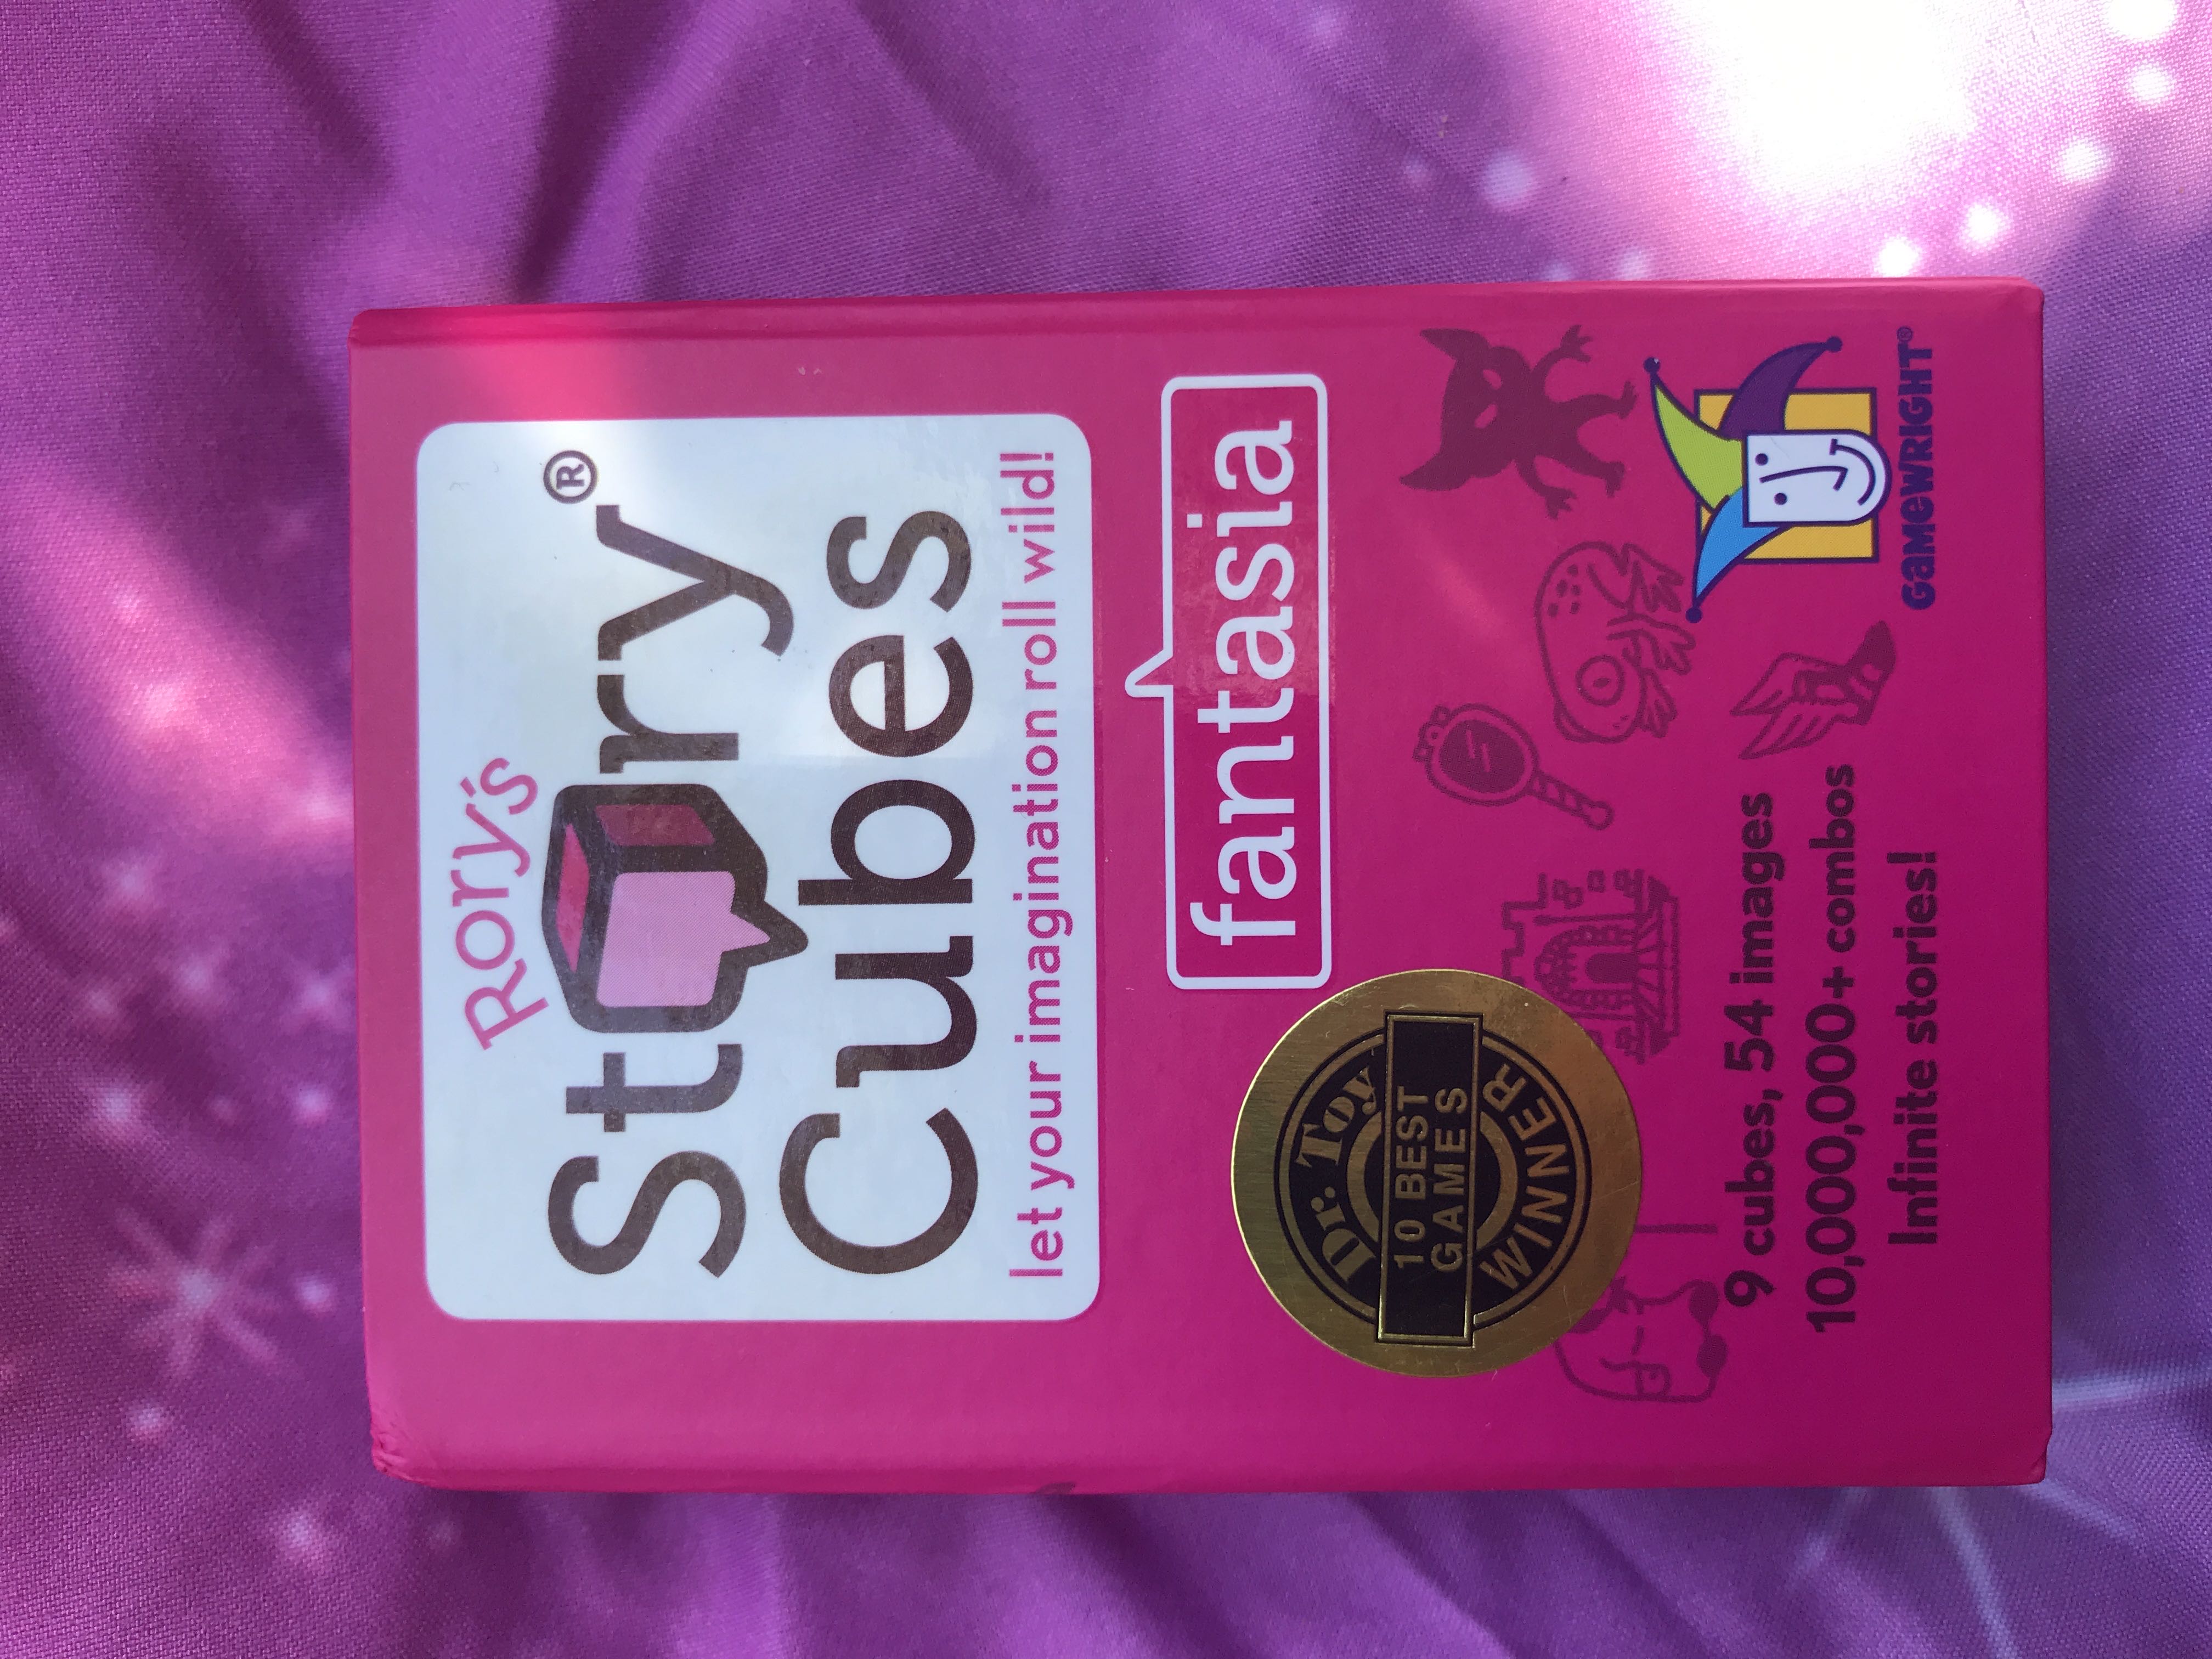 Rory's
Story®
Cubes
let your imagination roll wild!
fantasia
Dr. Toy
10 BEST
GAMES
WINNER
9 cubes, 54 images
10,000,000+ combos
Infinite stories!
GAMEWRIGHT®